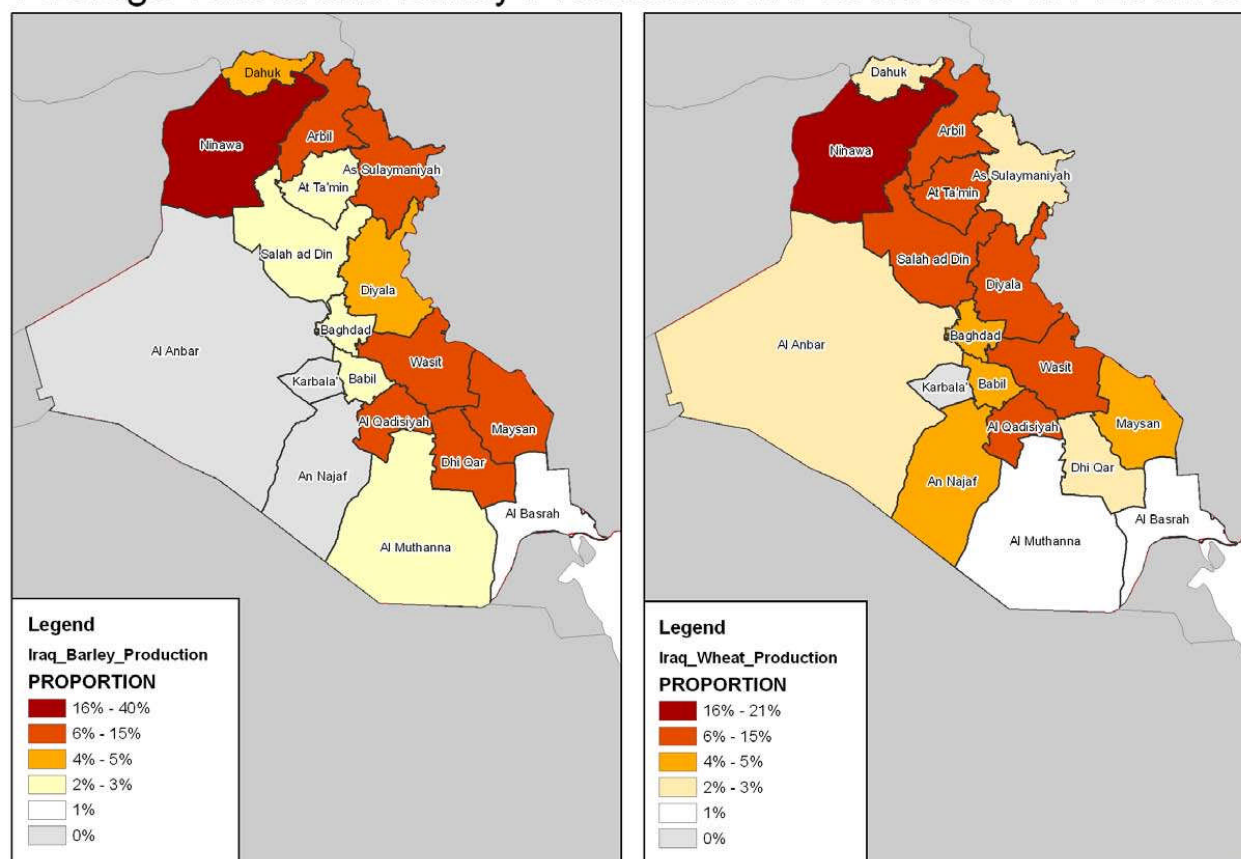 Dahuk
Ninawa
Arbil
As Sulaymaniyah
At Ta'min
Salah ad Din
Diyala
Baghdad
Al Anbar
Wasit
Karbala'
Babil
Al Qadisiyah
Maysan
Dhi Qar
An Najaf
Al Basrah
Al Muthanna
Legend
Iraq_Barley_Production
PROPORTION
16% - 40%
6% - 15%
4% - 5%
2% - 3%
1%
0%
Dahuk
Ninawa
Arbil
As Sulaymaniyah
At Ta'min
Salah ad Din
Diyala
Baghdad
Al Anbar
Wasit
Karbala'
Babil
Al Qadisiyah
Maysan
Dhi Qar
An Najaf
Al Basrah
Al Muthanna
Legend
Iraq_Wheat_Production
PROPORTION
16% - 21%
6% - 15%
4% - 5%
2% - 3%
1%
0%